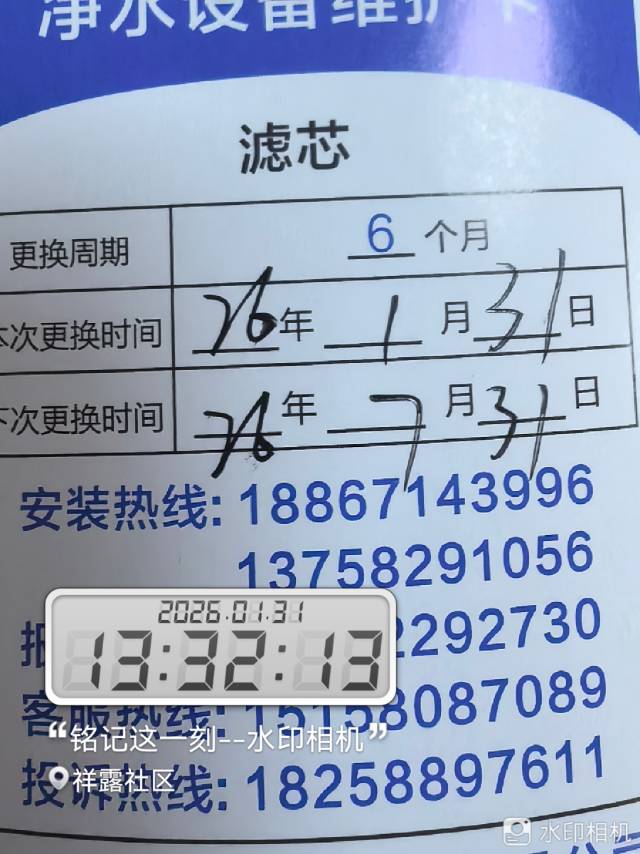 净水设备维护卡
滤芯
更换周期 6 个月
本次更换时间 26年 1月 31日
下次更换时间 26年 7月 31日
安装热线: 18867143996
13758291056
2026.01.31
2292730
13:32:13
客服热线: 15158087089
“铭记这一刻--水印相机”
祥露社区
投诉热线: 18258897611
水印相机